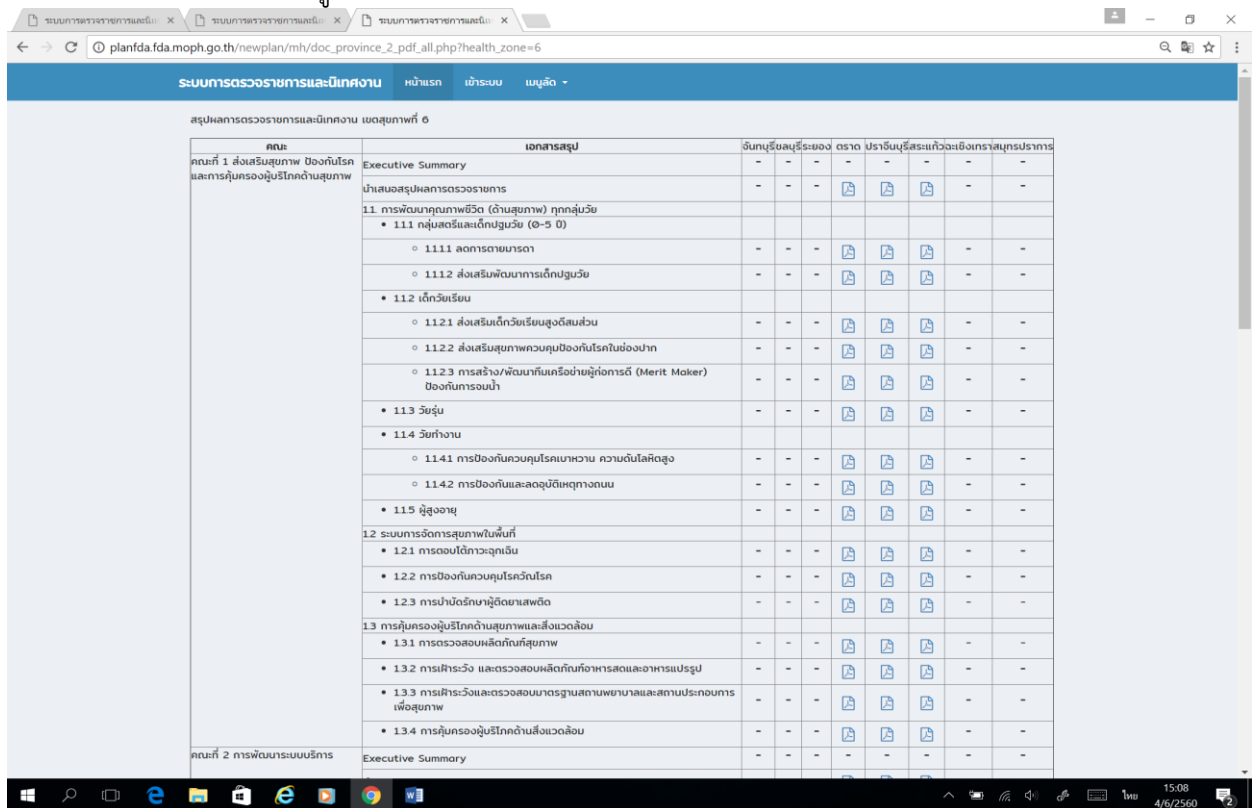 ระบบการตรวจราชการและนิเ
ระบบการตรวจราชการและนิเ
ระบบการตรวจราชการและนิเ
planfda.fda.moph.go.th/newplan/mh/doc_province_2_pdf_all.php?health_zone=6
ระบบการตรวจราชการและนิเทศงาน หน้าแรก เข้าระบบ เมนูลัด
สรุปผลการตรวจราชการและนิเทศงาน เขตสุขภาพที่ 6
คณะ เอกสารสรุป จันทบุรี ชลบุรี ระยอง ตราด ปราจีนบุรี สระแก้ว ฉะเชิงเทรา สมุทรปราการ
คณะที่ 1 ส่งเสริมสุขภาพ ป้องกันโรค
และการคุ้มครองผู้บริโภคด้านสุขภาพ
Executive Summary - - - - - - - -
นำเสนอสรุปผลการตรวจราชการ - - - - -
1.1. การพัฒนาคุณภาพชีวิต (ด้านสุขภาพ) ทุกกลุ่มวัย
• 1.1.1 กลุ่มสตรีและเด็กปฐมวัย (0-5 ปี)
○ 1.1.1.1 ลดการตายมารดา - - - - -
○ 1.1.1.2 ส่งเสริมพัฒนาการเด็กปฐมวัย - - - - -
• 1.1.2 เด็กวัยเรียน
○ 1.1.2.1 ส่งเสริมเด็กวัยเรียนสูงดีสมส่วน - - - - -
○ 1.1.2.2 ส่งเสริมสุขภาพควบคุมป้องกันโรคในช่องปาก - - - - -
○ 1.1.2.3 การสร้าง/พัฒนาทีมเครือข่ายผู้ก่อการดี (Merit Maker)
ป้องกันการจมน้ำ - - - - -
• 1.1.3 วัยรุ่น - - - - -
• 1.1.4 วัยทำงาน
○ 1.1.4.1 การป้องกันควบคุมโรคเบาหวาน ความดันโลหิตสูง - - - - -
○ 1.1.4.2 การป้องกันและลดอุบัติเหตุทางถนน - - - - -
• 1.1.5 ผู้สูงอายุ - - - - -
1.2 ระบบการจัดการสุขภาพในพื้นที่
• 1.2.1 การตอบโต้ภาวะฉุกเฉิน - - - - -
• 1.2.2 การป้องกันควบคุมโรควัณโรค - - - - -
• 1.2.3 การบำบัดรักษาผู้ติดยาเสพติด - - - - -
1.3 การคุ้มครองผู้บริโภคด้านสุขภาพและสิ่งแวดล้อม
• 1.3.1 การตรวจสอบผลิตภัณฑ์สุขภาพ - - - - -
• 1.3.2 การเฝ้าระวัง และตรวจสอบผลิตภัณฑ์อาหารสดและอาหารแปรรูป - - - - -
• 1.3.3 การเฝ้าระวังและตรวจสอบมาตรฐานสถานพยาบาลและสถานประกอบการ
เพื่อสุขภาพ - - - - -
• 1.3.4 การคุ้มครองผู้บริโภคด้านสิ่งแวดล้อม - - - - -
คณะที่ 2 การพัฒนาระบบบริการ
Executive Summary - - - - - - - -
ไทย
15:08
4/6/2560